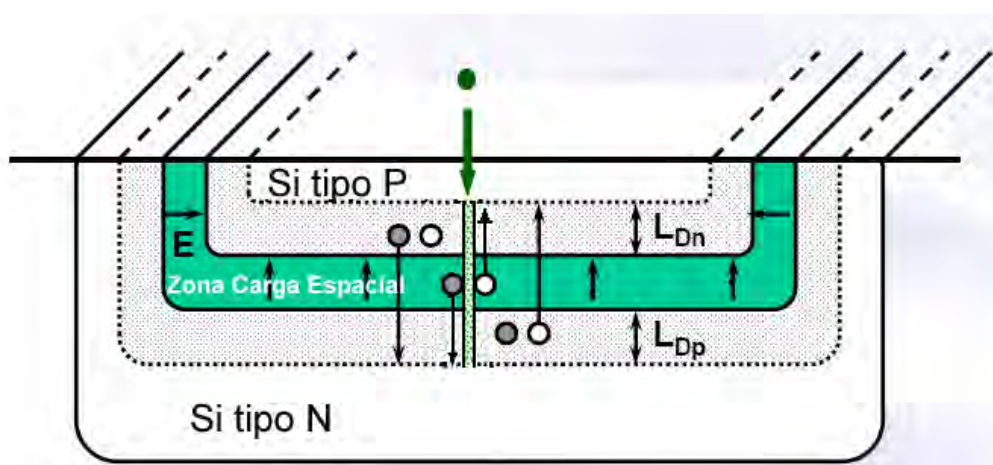 Si tipo P
E
L_Dn
Zona Carga Espacial
L_Dp
Si tipo N